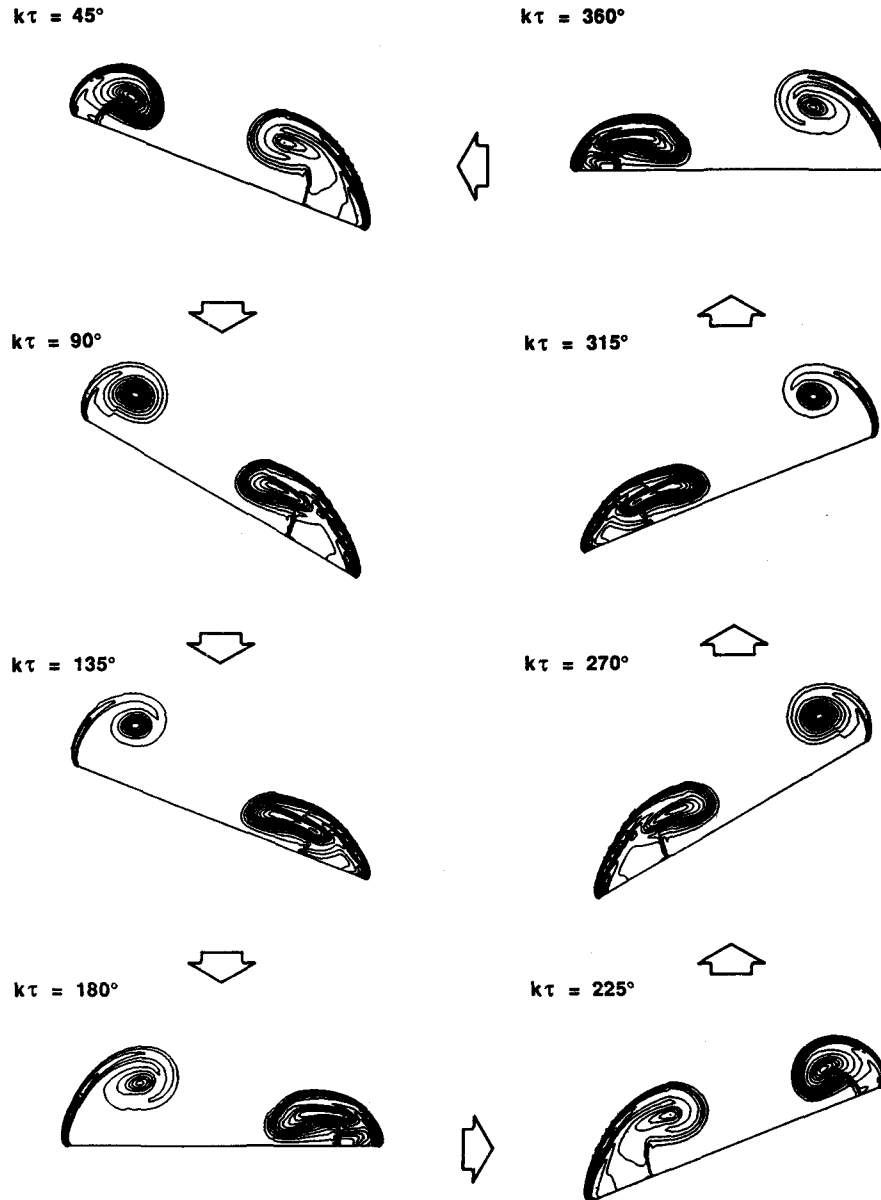 kτ = 45°
kτ = 360°
kτ = 90°
kτ = 315°
kτ = 135°
kτ = 270°
kτ = 180°
kτ = 225°